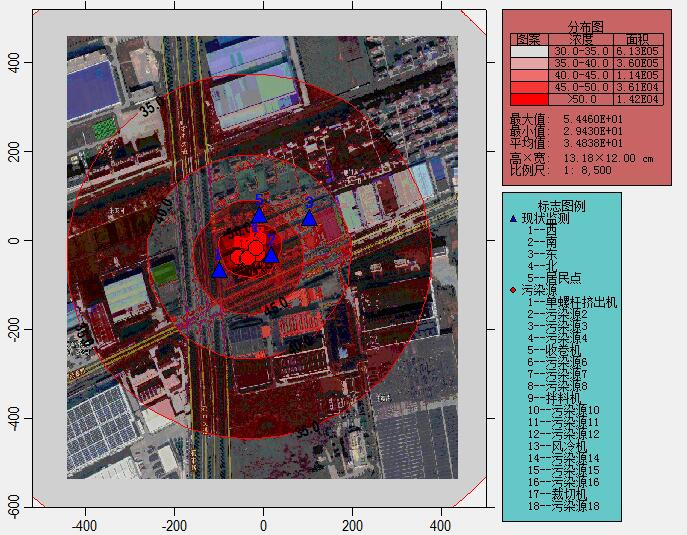 分布图
图案 浓度 面积
30.0-35.0 6.13E05
35.0-40.0 3.60E05
40.0-45.0 1.14E05
45.0-50.0 3.61E04
>50.0 1.42E04
最大值: 5.4460E+01
最小值: 2.9430E+01
平均值: 3.4838E+01
高×宽: 13.18×12.00 cm
比例尺: 1: 8,500
标志图例
现状监测
1--西
2--南
3--东
4--北
5--居民点
污染源
1--单螺杆挤出机
2--污染源2
3--污染源3
4--污染源4
5--收卷机
6--污染源6
7--污染源7
8--污染源8
9--拌料机
10--污染源10
11--污染源11
12--污染源12
13--风冷机
14--污染源14
15--污染源15
16--污染源16
17--裁切机
18--污染源18
400
200
0
-200
-400
-600
-400 -200 0 200 400
35.0
40.0
45.0
35.0
5
3